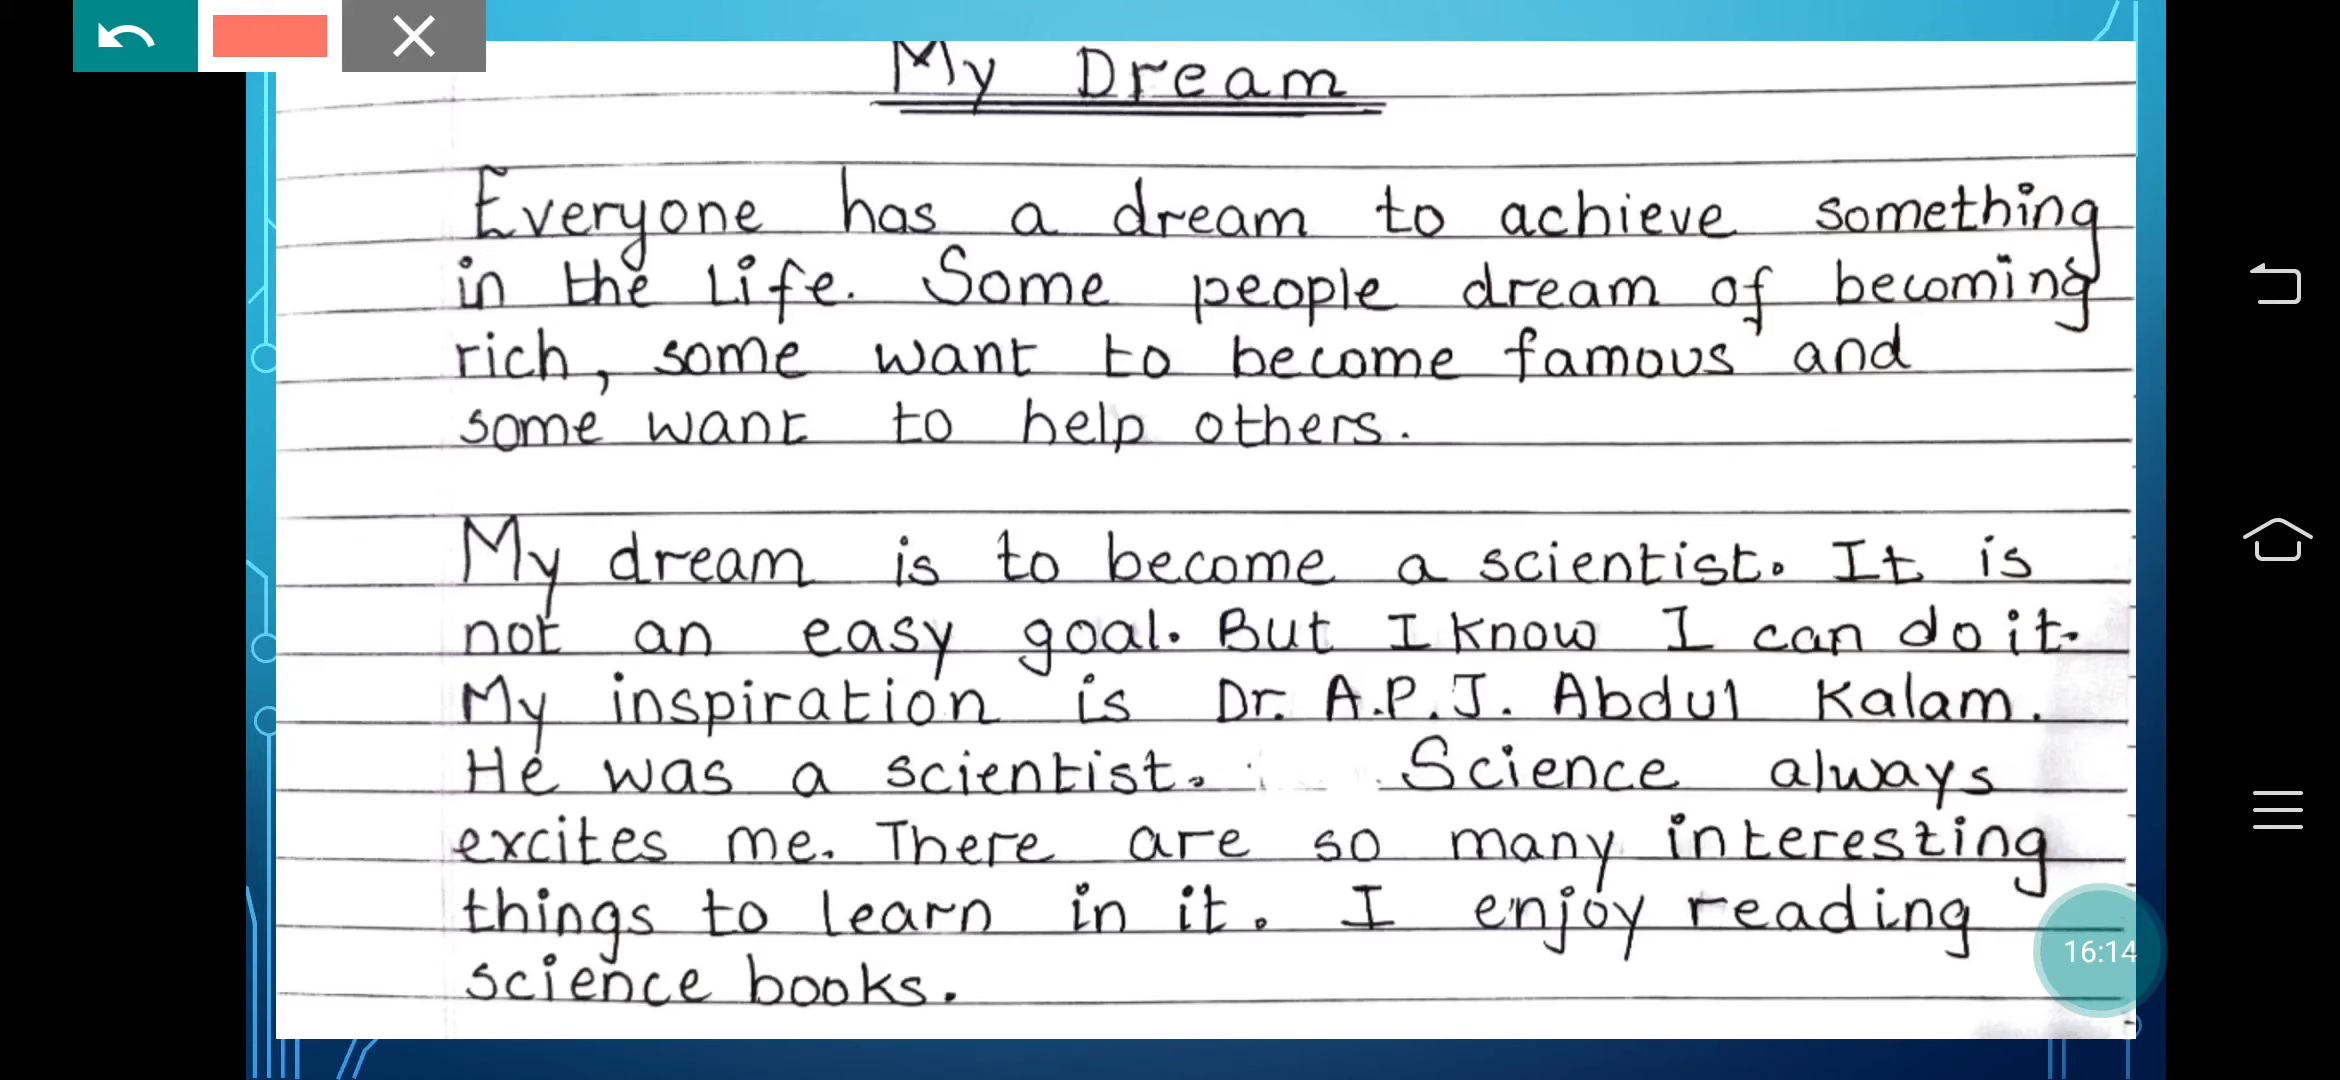 My Dream
Everyone has a dream to achieve something
in the Life. Some people dream of becoming
rich, some want to become famous and
some want to help others.
My dream is to become a scientist. It is
not an easy goal. But I know I can do it.
My inspiration is Dr. A.P.J. Abdul Kalam.
He was a scientist. Science always
excites me. There are so many interesting
things to learn in it. I enjoy reading
science books.
16:14